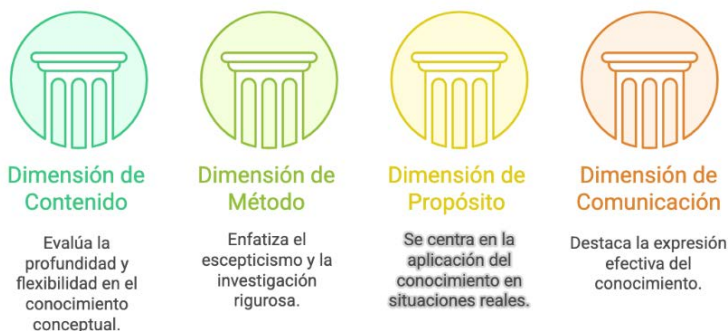 Dimensión de
Contenido
Evalúa la
profundidad y
flexibilidad en el
conocimiento
conceptual.
Dimensión de
Método
Enfatiza el
escepticismo y la
investigación
rigurosa.
Dimensión de
Propósito
Se centra en la
aplicación del
conocimiento en
situaciones reales.
Dimensión de
Comunicación
Destaca la expresión
efectiva del
conocimiento.